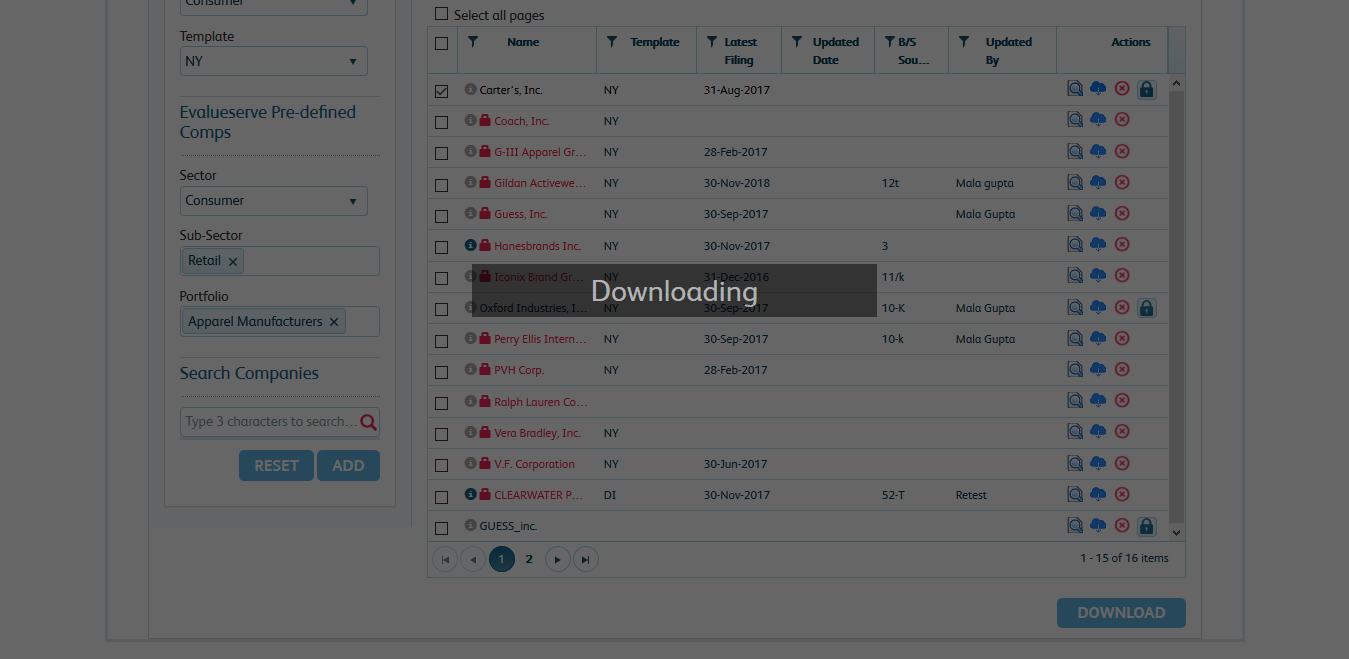 Consumer
Template
NY
Evalueserve Pre-defined
Comps
Sector
Consumer
Sub-Sector
Retail ×
Portfolio
Apparel Manufacturers ×
Search Companies
Type 3 characters to search...
RESET ADD
Select all pages
Name Template Latest Filing Updated Date B/S Sou... Updated By Actions
Carter's, Inc. NY 31-Aug-2017
Coach, Inc. NY
G-III Apparel Gr... NY 28-Feb-2017
Gildan Activewe... NY 30-Nov-2018 12t Mala gupta
Guess, Inc. NY 30-Sep-2017 Mala Gupta
Hanesbrands Inc. NY 30-Nov-2017 3
Iconix Brand Gr... NY 31-Dec-2016 11/k
Downloading
Oxford Industries, I... NY 30-Sep-2017 10-K Mala Gupta
Perry Ellis Intern... NY 30-Sep-2017 10-k Mala Gupta
PVH Corp. NY 28-Feb-2017
Ralph Lauren Co...
Vera Bradley, Inc. NY
V.F. Corporation NY 30-Jun-2017
CLEARWATER P... DI 30-Nov-2017 52-T Retest
GUESS_inc.
1 2 1 - 15 of 16 items
DOWNLOAD